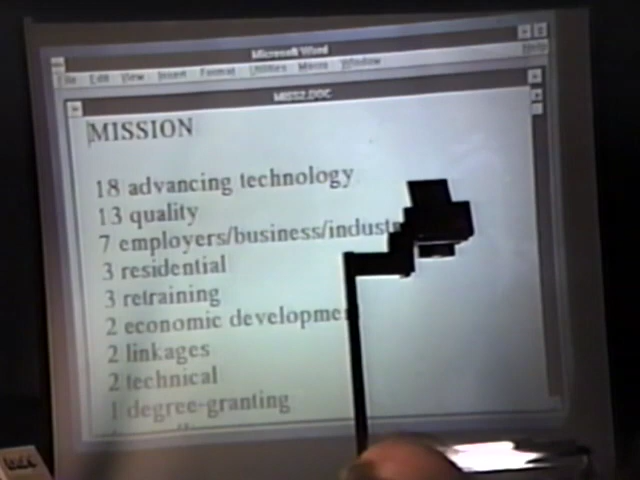 Microsoft Word
File Edit View Insert Format Utilities Macro Window Help
MISS2.DOC
MISSION
18 advancing technology
13 quality
7 employers/business/indust
3 residential
3 retraining
2 economic developme
2 linkages
2 technical
1 degree-granting